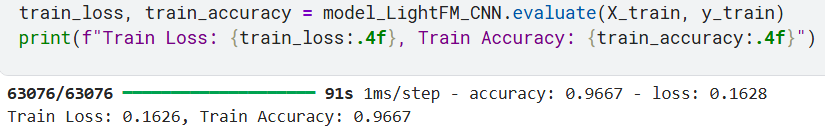 train_loss, train_accuracy = model_LightFM_CNN.evaluate(X_train, y_train)
print(f"Train Loss: {train_loss:.4f}, Train Accuracy: {train_accuracy:.4f}")
63076/63076 ━━━━━━━━━━━━━━━━━━━━ 91s 1ms/step - accuracy: 0.9667 - loss: 0.1628
Train Loss: 0.1626, Train Accuracy: 0.9667